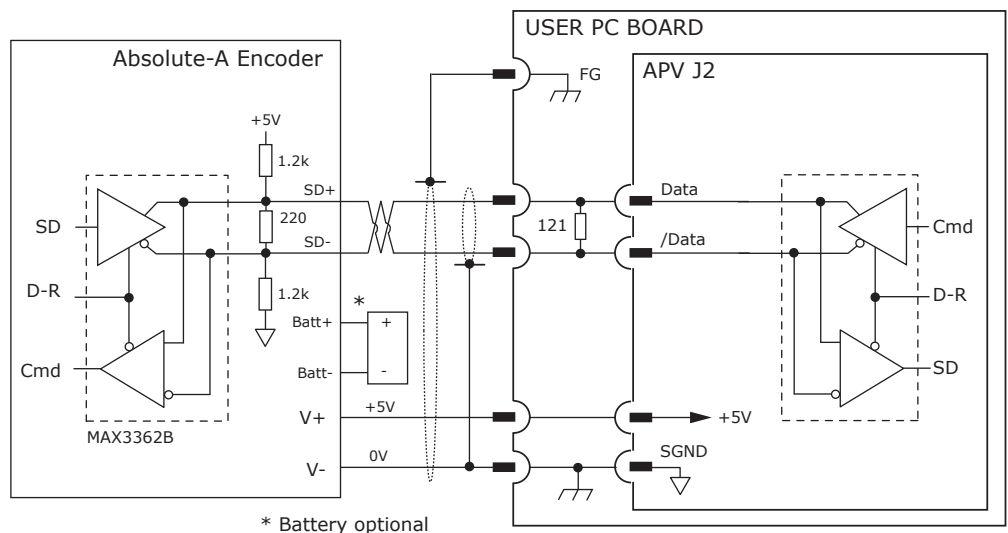 USER PC BOARD
Absolute-A Encoder
APV J2
FG
+5V
1.2k
SD+
Data
SD
220
121
Cmd
SD-
/Data
D-R
1.2k
D-R
*
Batt+
+
Cmd
Batt-
-
SD
V+
+5V
+5V
MAX3362B
SGND
V-
0V
* Battery optional